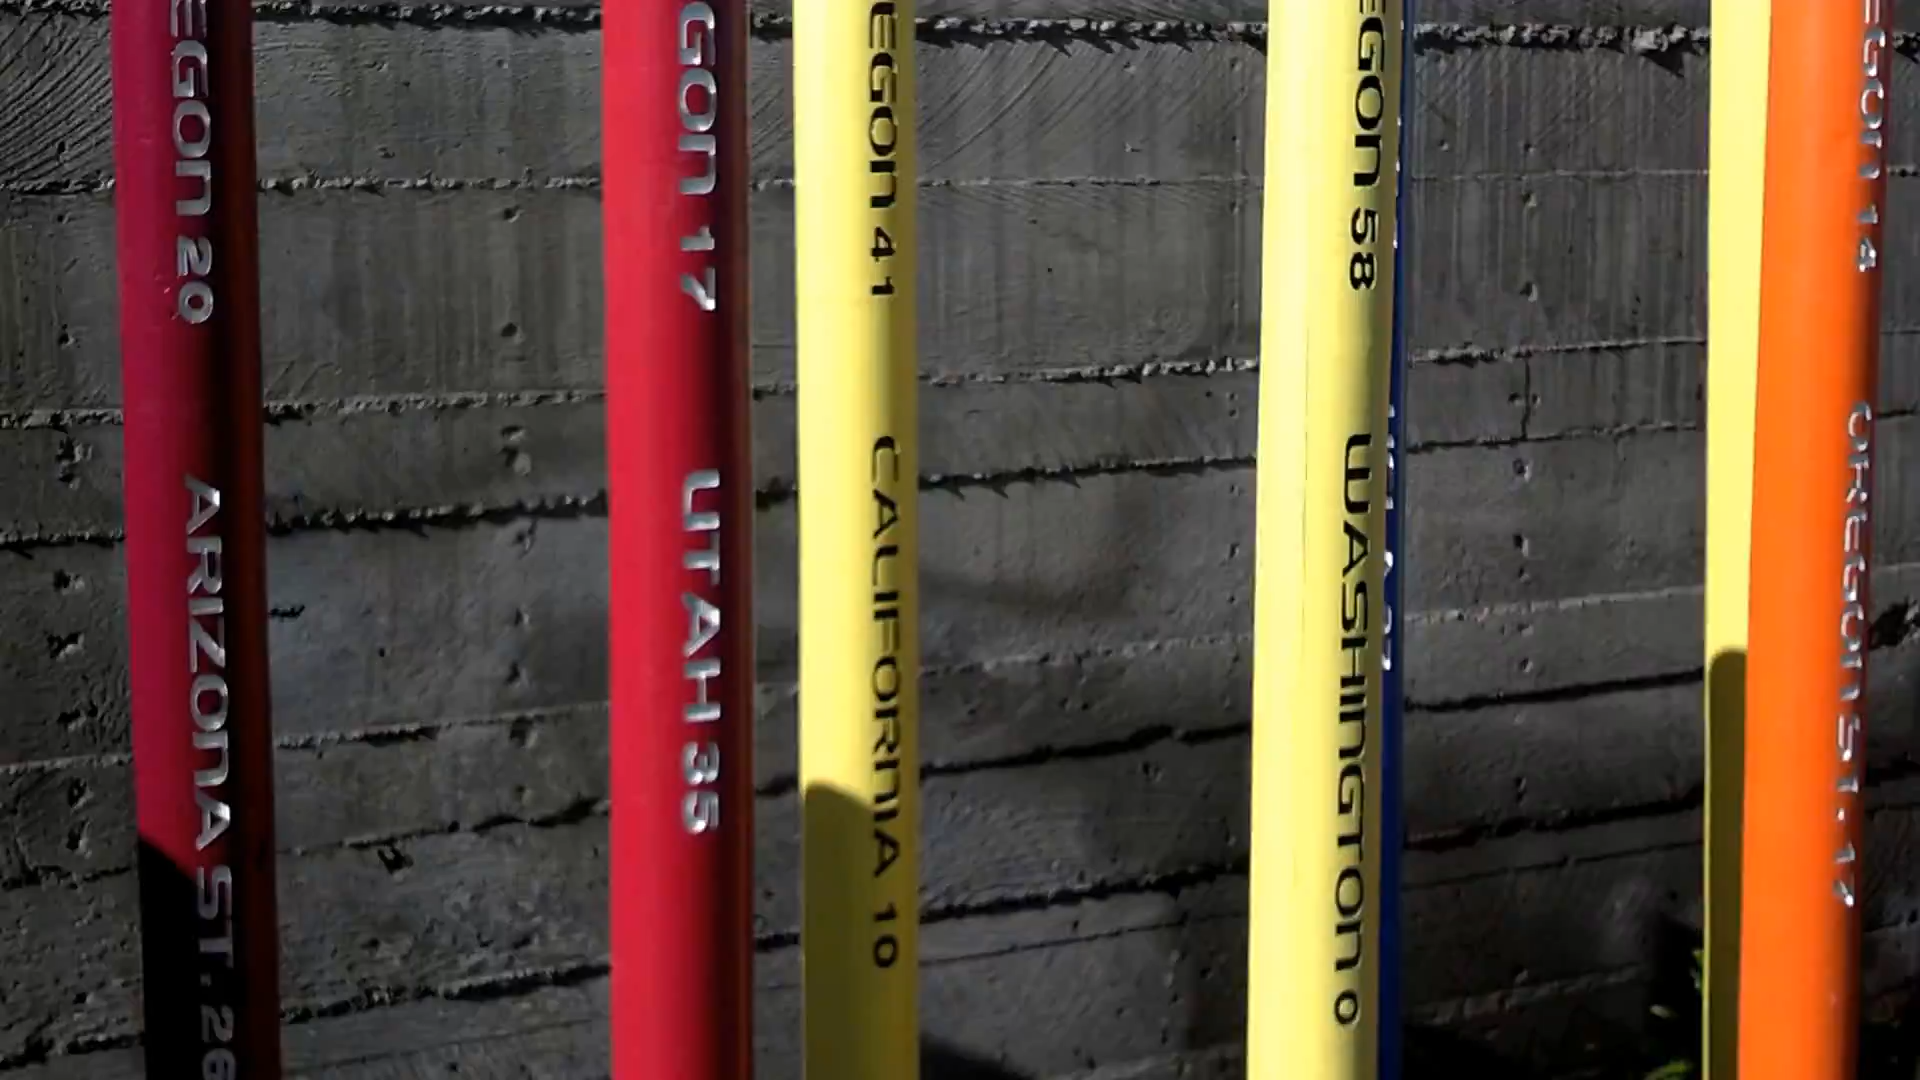 EGON 20 ARIZONA ST. 26
GON 17 UTAH 35
EGON 41 CALIFORNIA 10
EGON 58 WASHINGTON 0
EGON 14 OREGON ST. 17